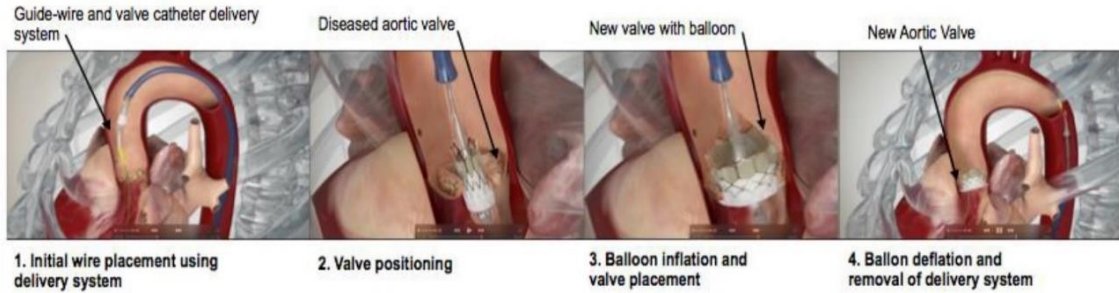 Guide-wire and valve catheter delivery
system
Diseased aortic valve
New valve with balloon
New Aortic Valve
1. Initial wire placement using
delivery system
2. Valve positioning
3. Balloon inflation and
valve placement
4. Ballon deflation and
removal of delivery system